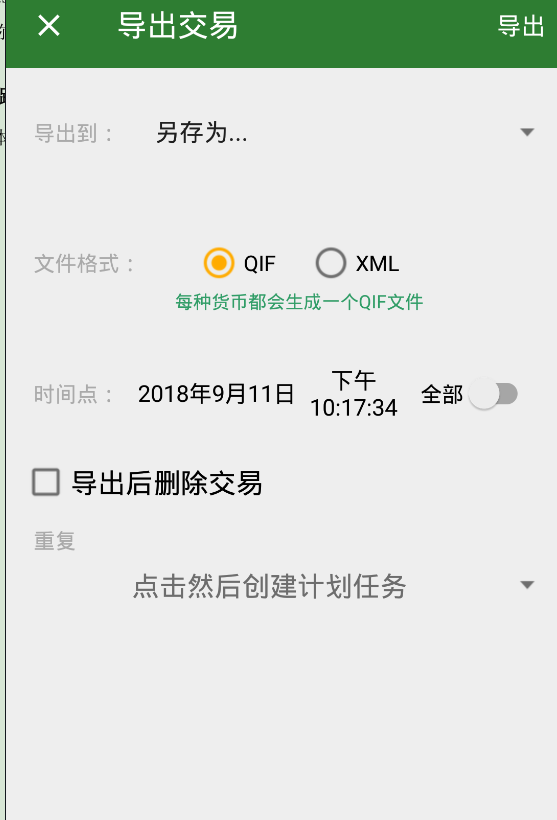 导出交易
导出
导出到： 另存为...
文件格式： QIF XML
每种货币都会生成一个QIF文件
时间点： 2018年9月11日 下午 10:17:34 全部
导出后删除交易
重复
点击然后创建计划任务